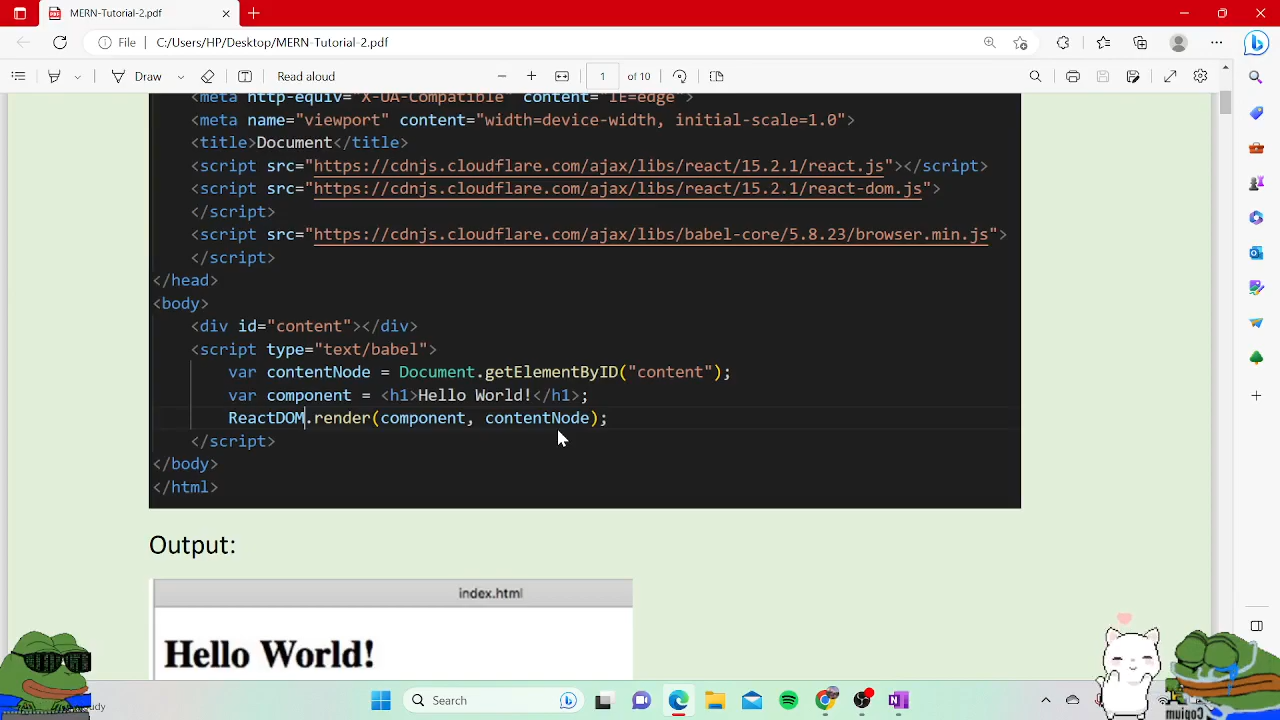 MERN-Tutorial-2.pdf
File
C:/Users/HP/Desktop/MERN-Tutorial-2.pdf
Draw
Read aloud
1
of 10
<meta http-equiv="X-UA-Compatible" content="IE=edge">
<meta name="viewport" content="width=device-width, initial-scale=1.0">
<title>Document</title>
<script src="https://cdnjs.cloudflare.com/ajax/libs/react/15.2.1/react.js"></script>
<script src="https://cdnjs.cloudflare.com/ajax/libs/react/15.2.1/react-dom.js">
</script>
<script src="https://cdnjs.cloudflare.com/ajax/libs/babel-core/5.8.23/browser.min.js">
</script>
</head>
<body>
<div id="content"></div>
<script type="text/babel">
var contentNode = Document.getElementByID("content");
var component = <h1>Hello World!</h1>;
ReactDOM.render(component, contentNode);
</script>
</body>
</html>
Output:
index.html
Hello World!
Search